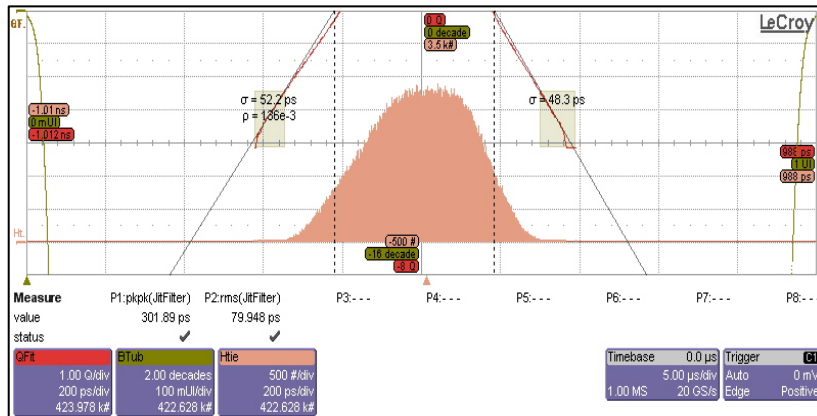 QF.
0 Q
0 decade
3.5 k#
LeCroy
σ = 52.2 ps
ρ = 136e-3
σ = 48.3 ps
-1.01 ns
0 mUI
-1.012 ns
988 ps
1 UI
988 ps
Ht.
-500 #
-16 decade
-8 Q
Measure P1:pkpk(JitFilter) P2:rms(JitFilter) P3:- - - P4:- - - P5:- - - P6:- - - P7:- - - P8:- - -
value 301.89 ps 79.948 ps
status ✔ ✔
QFit BTub Htie Timebase 0.0 µs Trigger C1
1.00 Q/div 2.00 decades 500 #/div 5.00 µs/div Auto 0 mV
200 ps/div 100 mUI/div 200 ps/div 1.00 MS 20 GS/s Edge Positive
423.978 k# 422.628 k# 422.628 k#